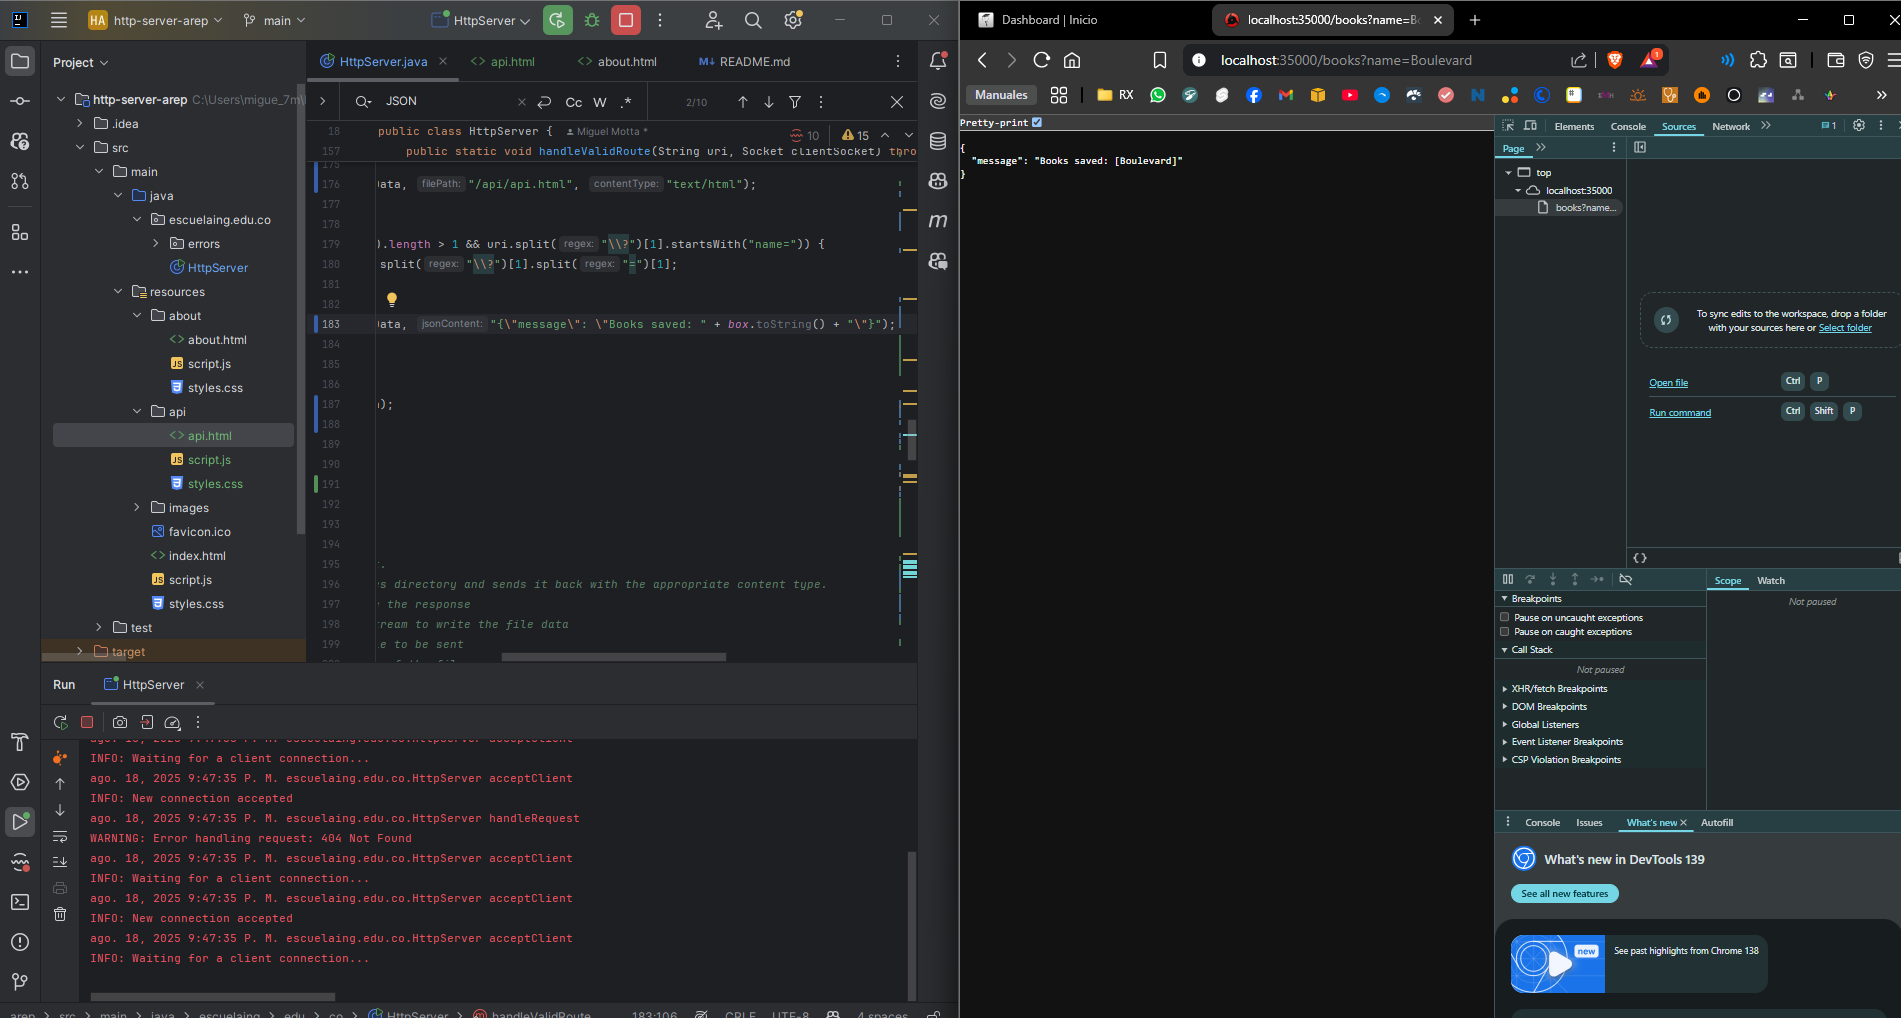 HA http-server-arep main HttpServer
Project
http-server-arep C:\Users\migue_7m\
.idea
src
main
java
escuelaing.edu.co
errors
HttpServer
resources
about
about.html
script.js
styles.css
api
api.html
script.js
styles.css
images
favicon.ico
index.html
script.js
styles.css
test
target
HttpServer.java api.html about.html README.md
JSON Cc W .* 2/10
18 public class HttpServer { Miguel Motta * 10 15
157 public static void handleValidRoute(String uri, Socket clientSocket) thro
175
176 ata, filePath: "/api/api.html", contentType: "text/html");
177
178
179 ).length > 1 && uri.split( regex: "\\?")[1].startsWith("name=")) {
180 split( regex: "\\?")[1].split( regex: "=")[1];
181
182
183 ata, jsonContent: "{\"message\": \"Books saved: " + box.toString() + "\"}");
184
185
186
187 );
188
189
190
191
192
193
194
195 .
196 s directory and sends it back with the appropriate content type.
197 the response
198 ream to write the file data
199 e to be sent
Run HttpServer
ago. 18, 2025 9:47:35 P. M. escuelaing.edu.co.HttpServer acceptClient
INFO: Waiting for a client connection...
ago. 18, 2025 9:47:35 P. M. escuelaing.edu.co.HttpServer acceptClient
INFO: New connection accepted
ago. 18, 2025 9:47:35 P. M. escuelaing.edu.co.HttpServer handleRequest
WARNING: Error handling request: 404 Not Found
ago. 18, 2025 9:47:35 P. M. escuelaing.edu.co.HttpServer acceptClient
INFO: Waiting for a client connection...
ago. 18, 2025 9:47:35 P. M. escuelaing.edu.co.HttpServer acceptClient
INFO: New connection accepted
ago. 18, 2025 9:47:35 P. M. escuelaing.edu.co.HttpServer acceptClient
INFO: Waiting for a client connection...
arep > src > main > java > escuelaing > edu > co > HttpServer > handleValidRoute 183:106 CRLF UTF-8 4 spaces
Dashboard | Inicio localhost:35000/books?name=Bo
localhost:35000/books?name=Boulevard 1
Manuales RX
Pretty-print
{
"message": "Books saved: [Boulevard]"
}
Elements Console Sources Network 1
Page
top
localhost:35000
books?name...
To sync edits to the workspace, drop a folder
with your sources here or Select folder
Open file Ctrl P
Run command Ctrl Shift P
{}
Scope Watch
Not paused
Breakpoints
Pause on uncaught exceptions
Pause on caught exceptions
Call Stack
Not paused
XHR/fetch Breakpoints
DOM Breakpoints
Global Listeners
Event Listener Breakpoints
CSP Violation Breakpoints
Console Issues What's new Autofill
What's new in DevTools 139
See all new features
new
See past highlights from Chrome 138